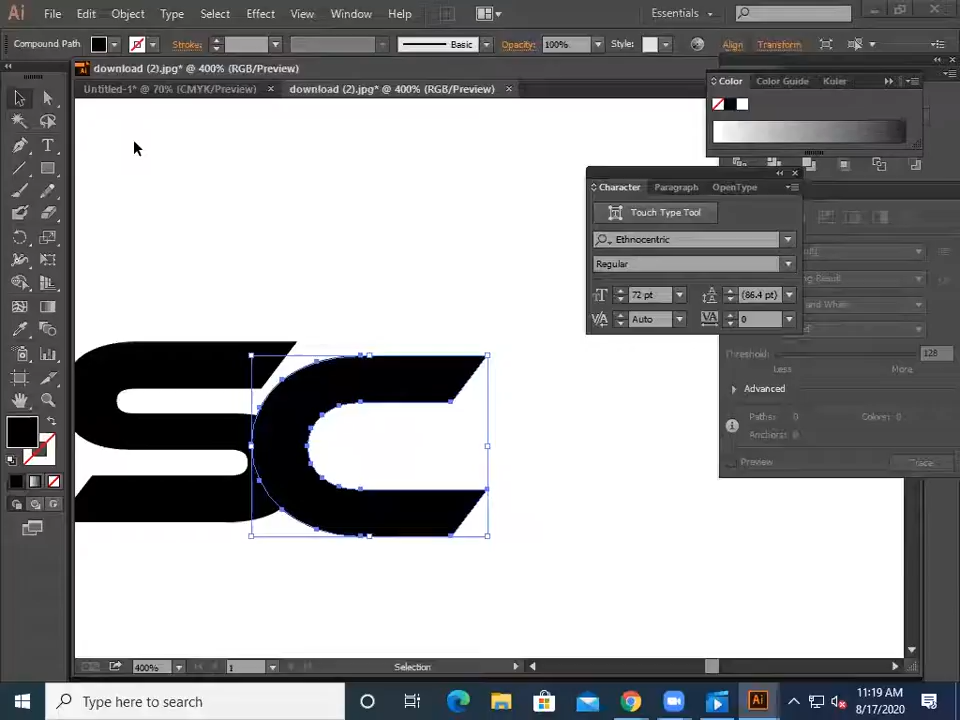 Ai File Edit Object Type Select Effect View Window Help Essentials
Compound Path Stroke: Basic Opacity: 100% Style: Align Transform
download (2).jpg* @ 400% (RGB/Preview)
Untitled-1* @ 70% (CMYK/Preview) × download (2).jpg* @ 400% (RGB/Preview) ×
Color Color Guide Kuler
Character Paragraph OpenType
Touch Type Tool
Ethnocentric
Regular
72 pt (86.4 pt)
Auto 0
SC
ing Result
Threshold: 128
Less More
Advanced
Paths: 0 Colors: 0
Anchors: 0
Preview Trace
400% 1 Selection
Type here to search
Ai
11:19 AM
8/17/2020